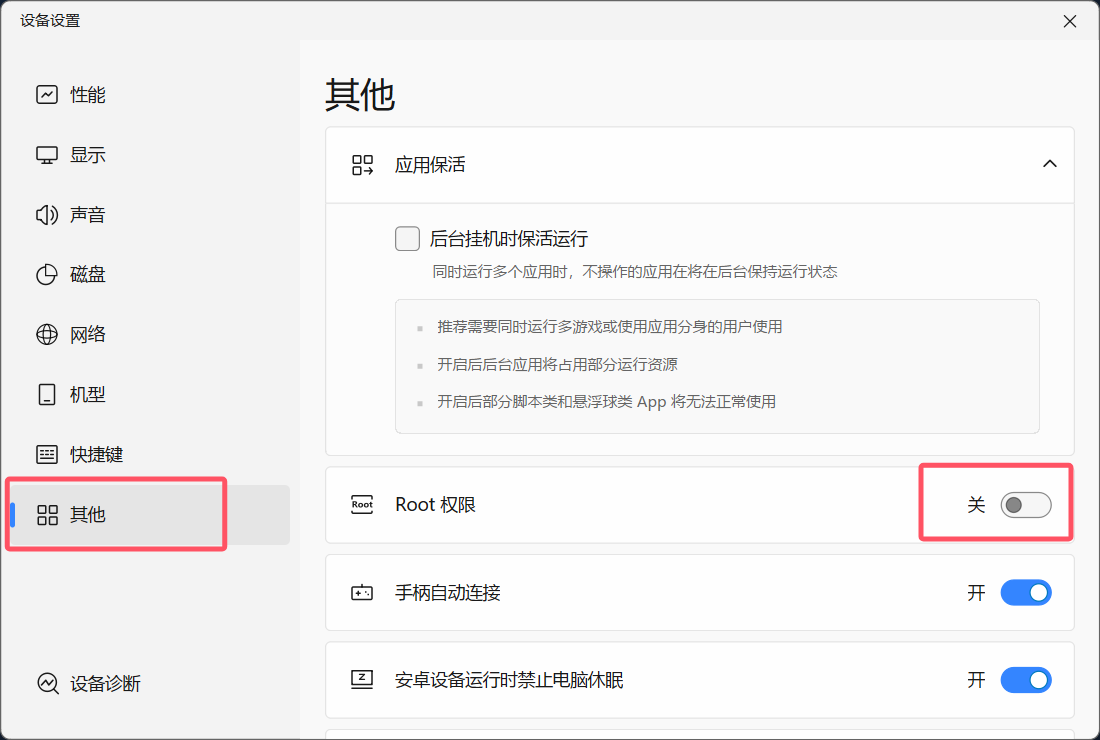 设备设置
性能
显示
声音
磁盘
网络
机型
快捷键
其他
设备诊断
其他
应用保活
后台挂机时保活运行
同时运行多个应用时，不操作的应用在将在后台保持运行状态
推荐需要同时运行多游戏或使用应用分身的用户使用
开启后后台应用将占用部分运行资源
开启后部分脚本类和悬浮球类 App 将无法正常使用
Root Root 权限 关
手柄自动连接 开
安卓设备运行时禁止电脑休眠 开